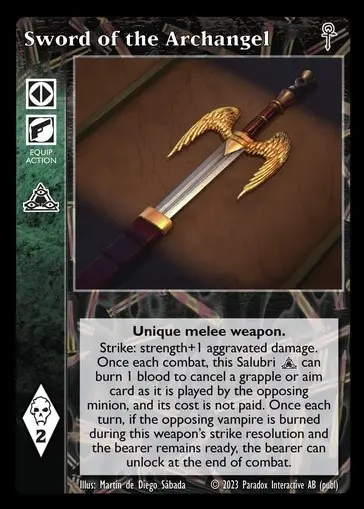 Sword of the Archangel
EQUIP
ACTION
Unique melee weapon.
Strike: strength+1 aggravated damage.
Once each combat, this Salubri can
burn 1 blood to cancel a grapple or aim
card as it is played by the opposing
minion, and its cost is not paid. Once each
turn, if the opposing vampire is burned
during this weapon's strike resolution and
the bearer remains ready, the bearer can
unlock at the end of combat.
2
Illus: Martín de Diego Sábada © 2023 Paradox Interactive AB (publ)